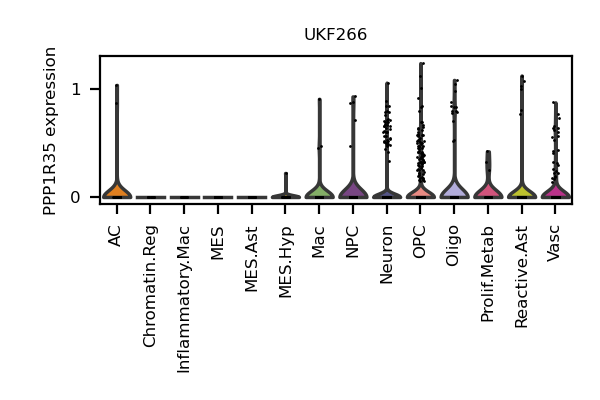 UKF266
PPP1R35 expression
1
0
AC
Chromatin.Reg
Inflammatory.Mac
MES
MES.Ast
MES.Hyp
Mac
NPC
Neuron
OPC
Oligo
Prolif.Metab
Reactive.Ast
Vasc